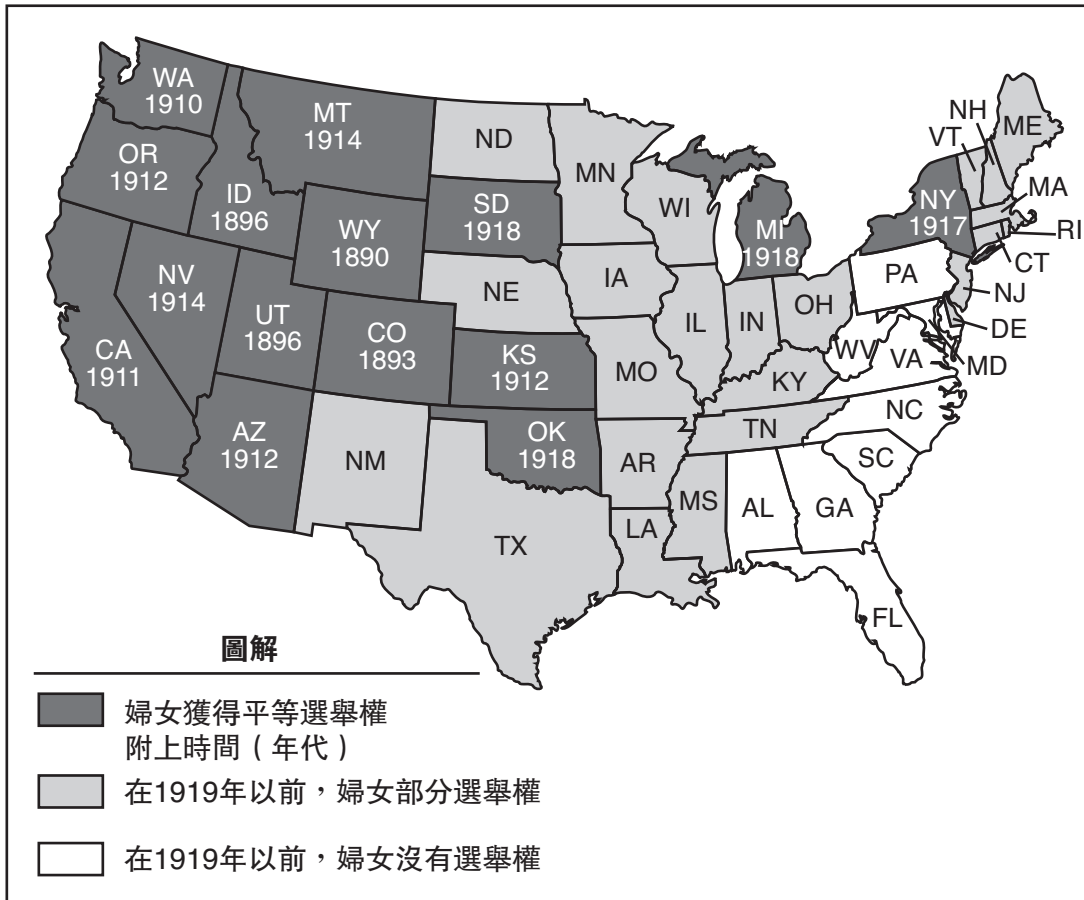 WA
1910
MT
1914
ND
MN
VT
NH
ME
OR
1912
ID
1896
WY
1890
SD
1918
WI
MI
1918
NY
1917
MA
RI
CT
NV
1914
UT
1896
CO
1893
NE
IA
IL
IN
OH
PA
NJ
DE
MD
CA
1911
KS
1912
MO
KY
WV
VA
AZ
1912
NM
OK
1918
AR
TN
NC
SC
TX
LA
MS
AL
GA
FL
圖解
婦女獲得平等選舉權
附上時間（年代）
在1919年以前，婦女部分選舉權
在1919年以前，婦女沒有選舉權